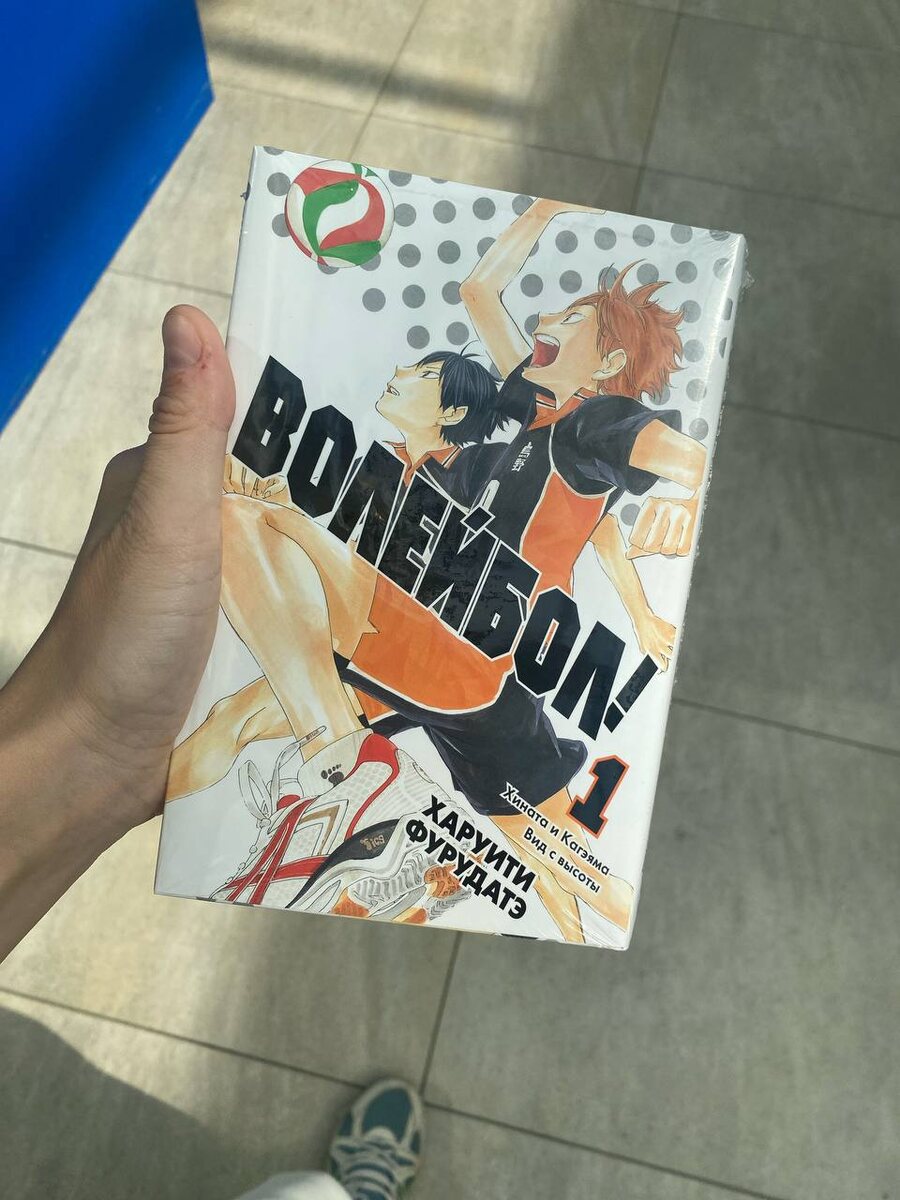 ВОЛЕЙБОЛ!
1
Хината и Кагэяма
Вид с высоты
ХАРУИТИ
ФУРУДАТЭ